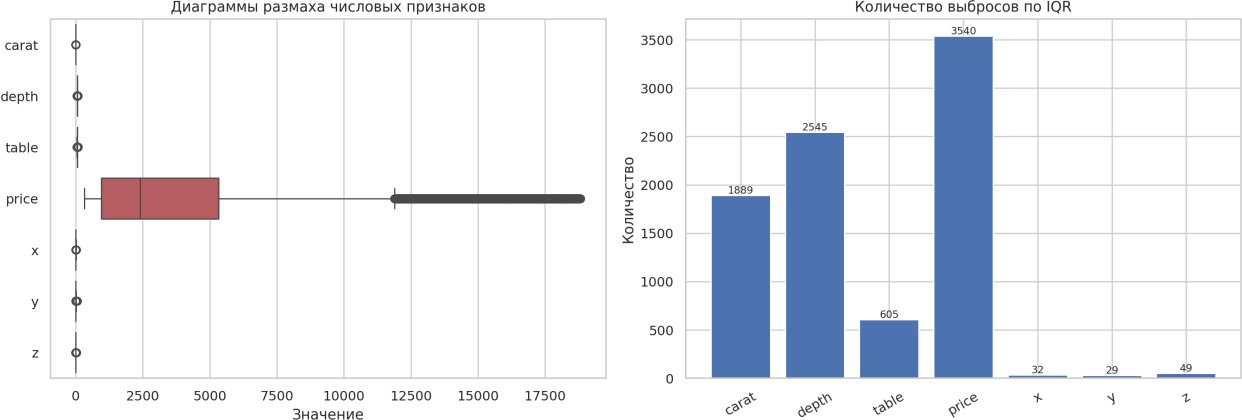 Диаграммы размаха числовых признаков
carat
depth
table
price
x
y
z
0 2500 5000 7500 10000 12500 15000 17500
Значение
Количество выбросов по IQR
Количество
3500
3000
2500
2000
1500
1000
500
0
1889
2545
605
3540
32
29
49
carat depth table price x y z